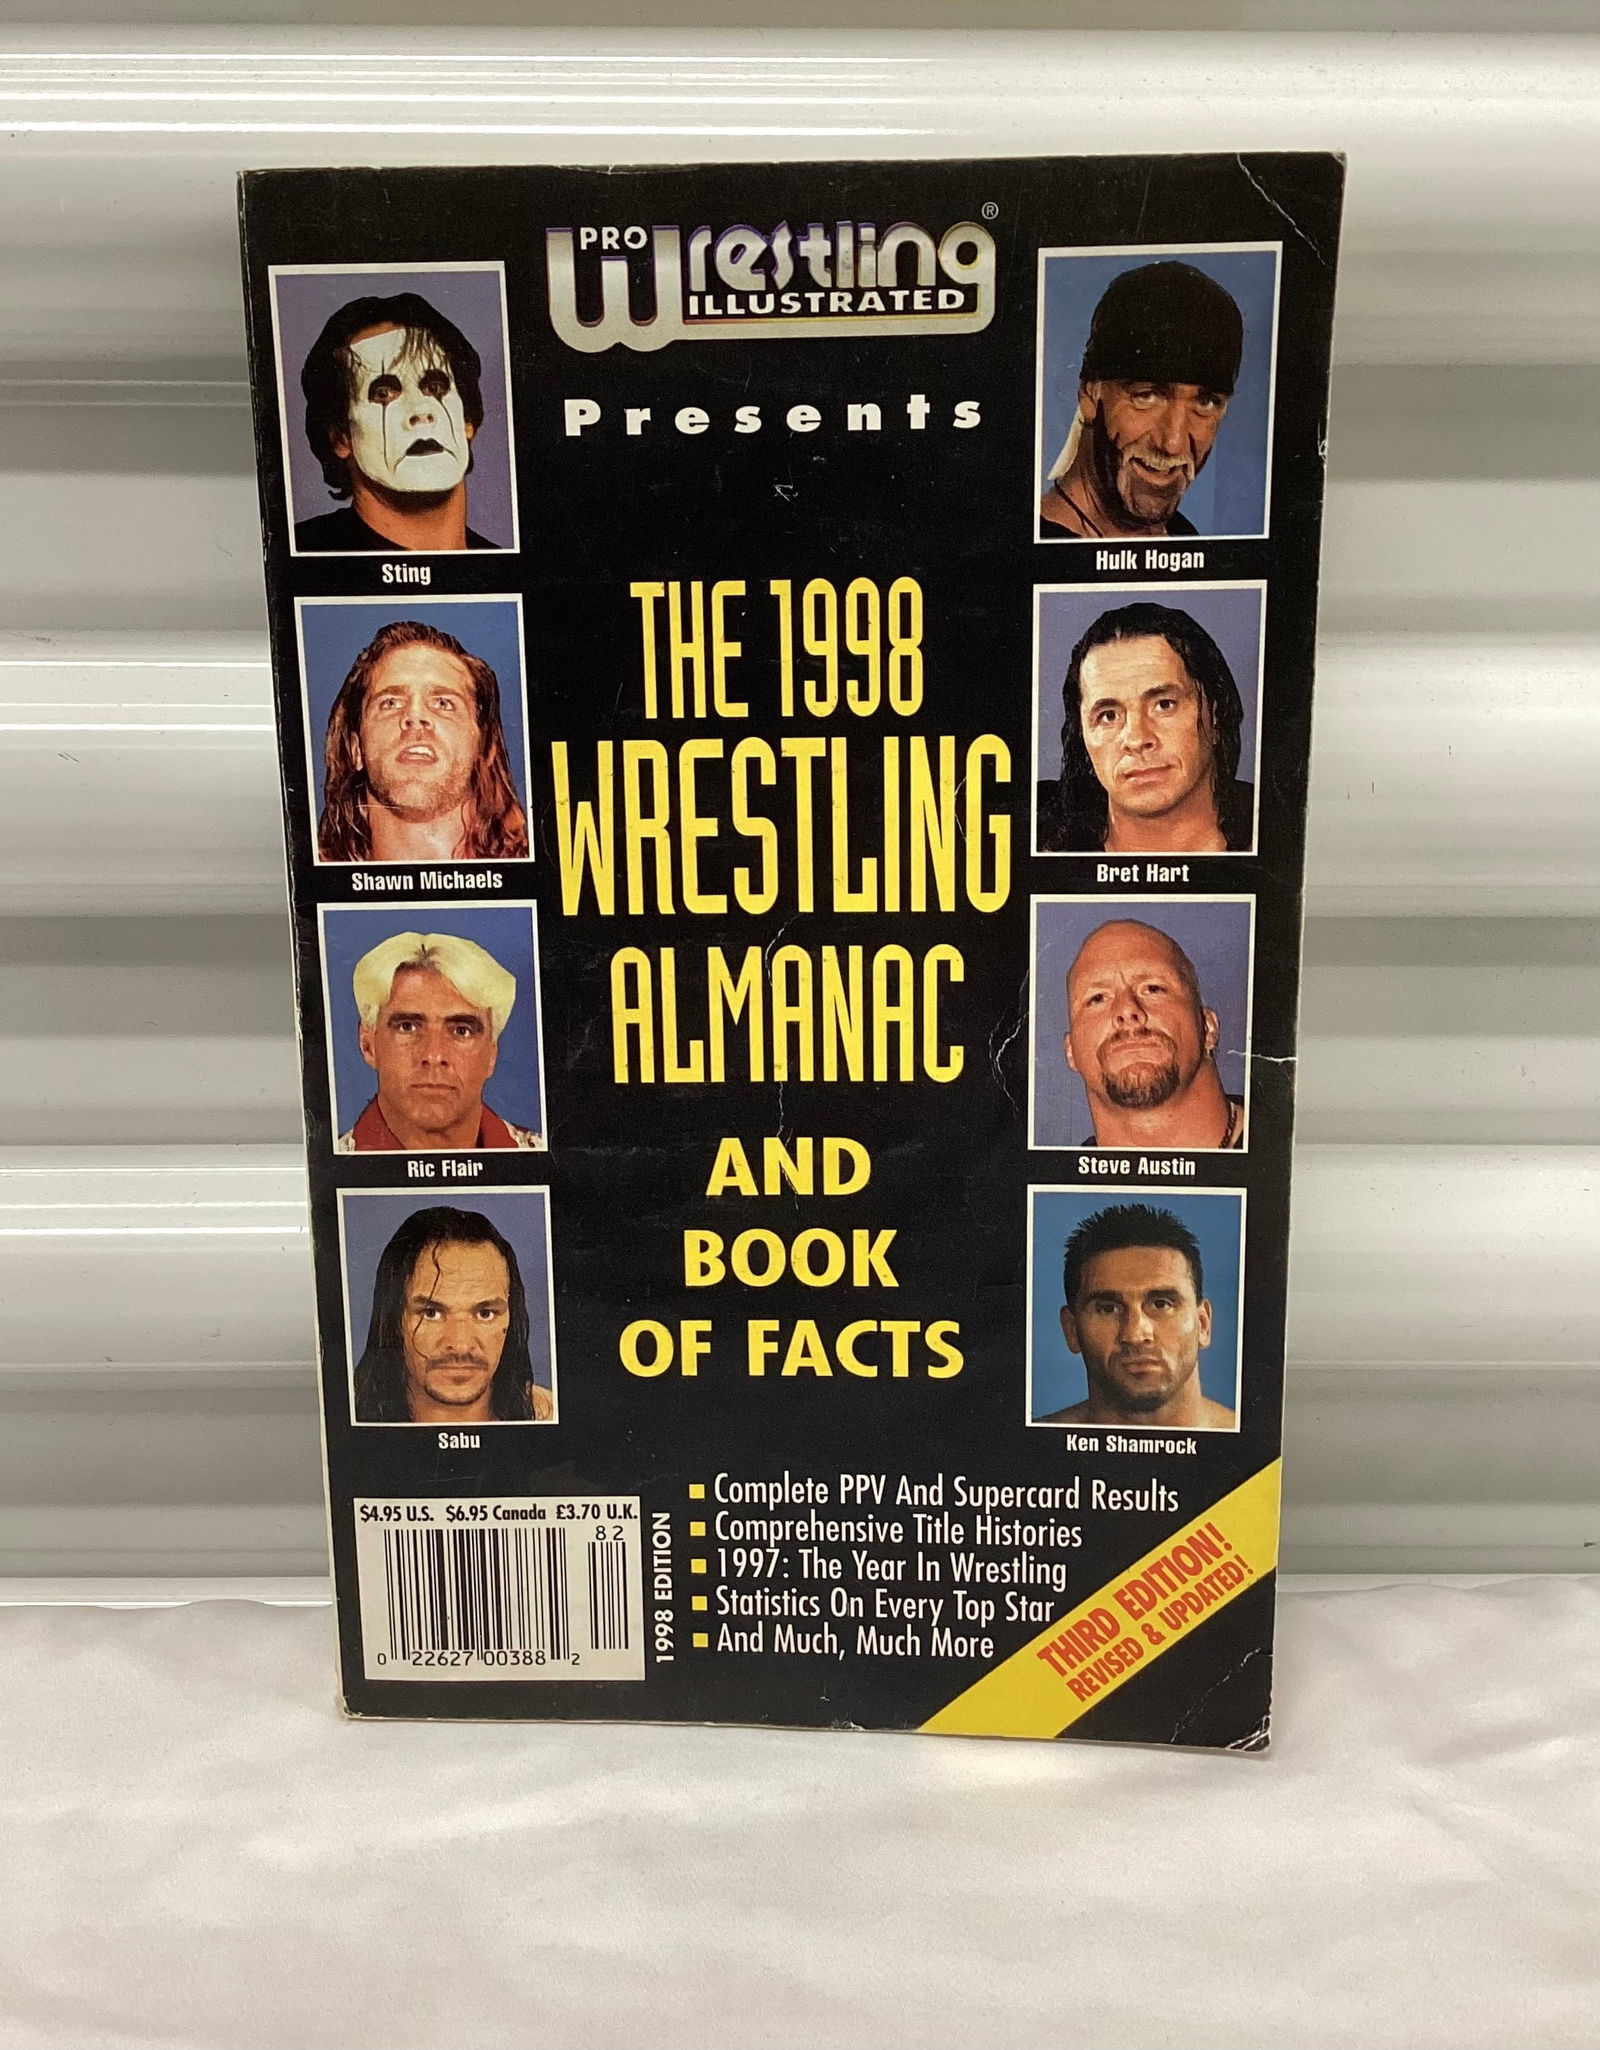 PRO
Wrestling®
ILLUSTRATED
Presents
Sting
Hulk Hogan
THE 1998
WRESTLING
ALMANAC
AND
BOOK
OF FACTS
Shawn Michaels
Bret Hart
Ric Flair
Steve Austin
Sabu
Ken Shamrock
$4.95 U.S. $6.95 Canada £3.70 U.K.
82
0 22627 00388 2
1998 EDITION
Complete PPV And Supercard Results
Comprehensive Title Histories
1997: The Year In Wrestling
Statistics On Every Top Star
And Much, Much More
THIRD EDITION!
REVISED & UPDATED!